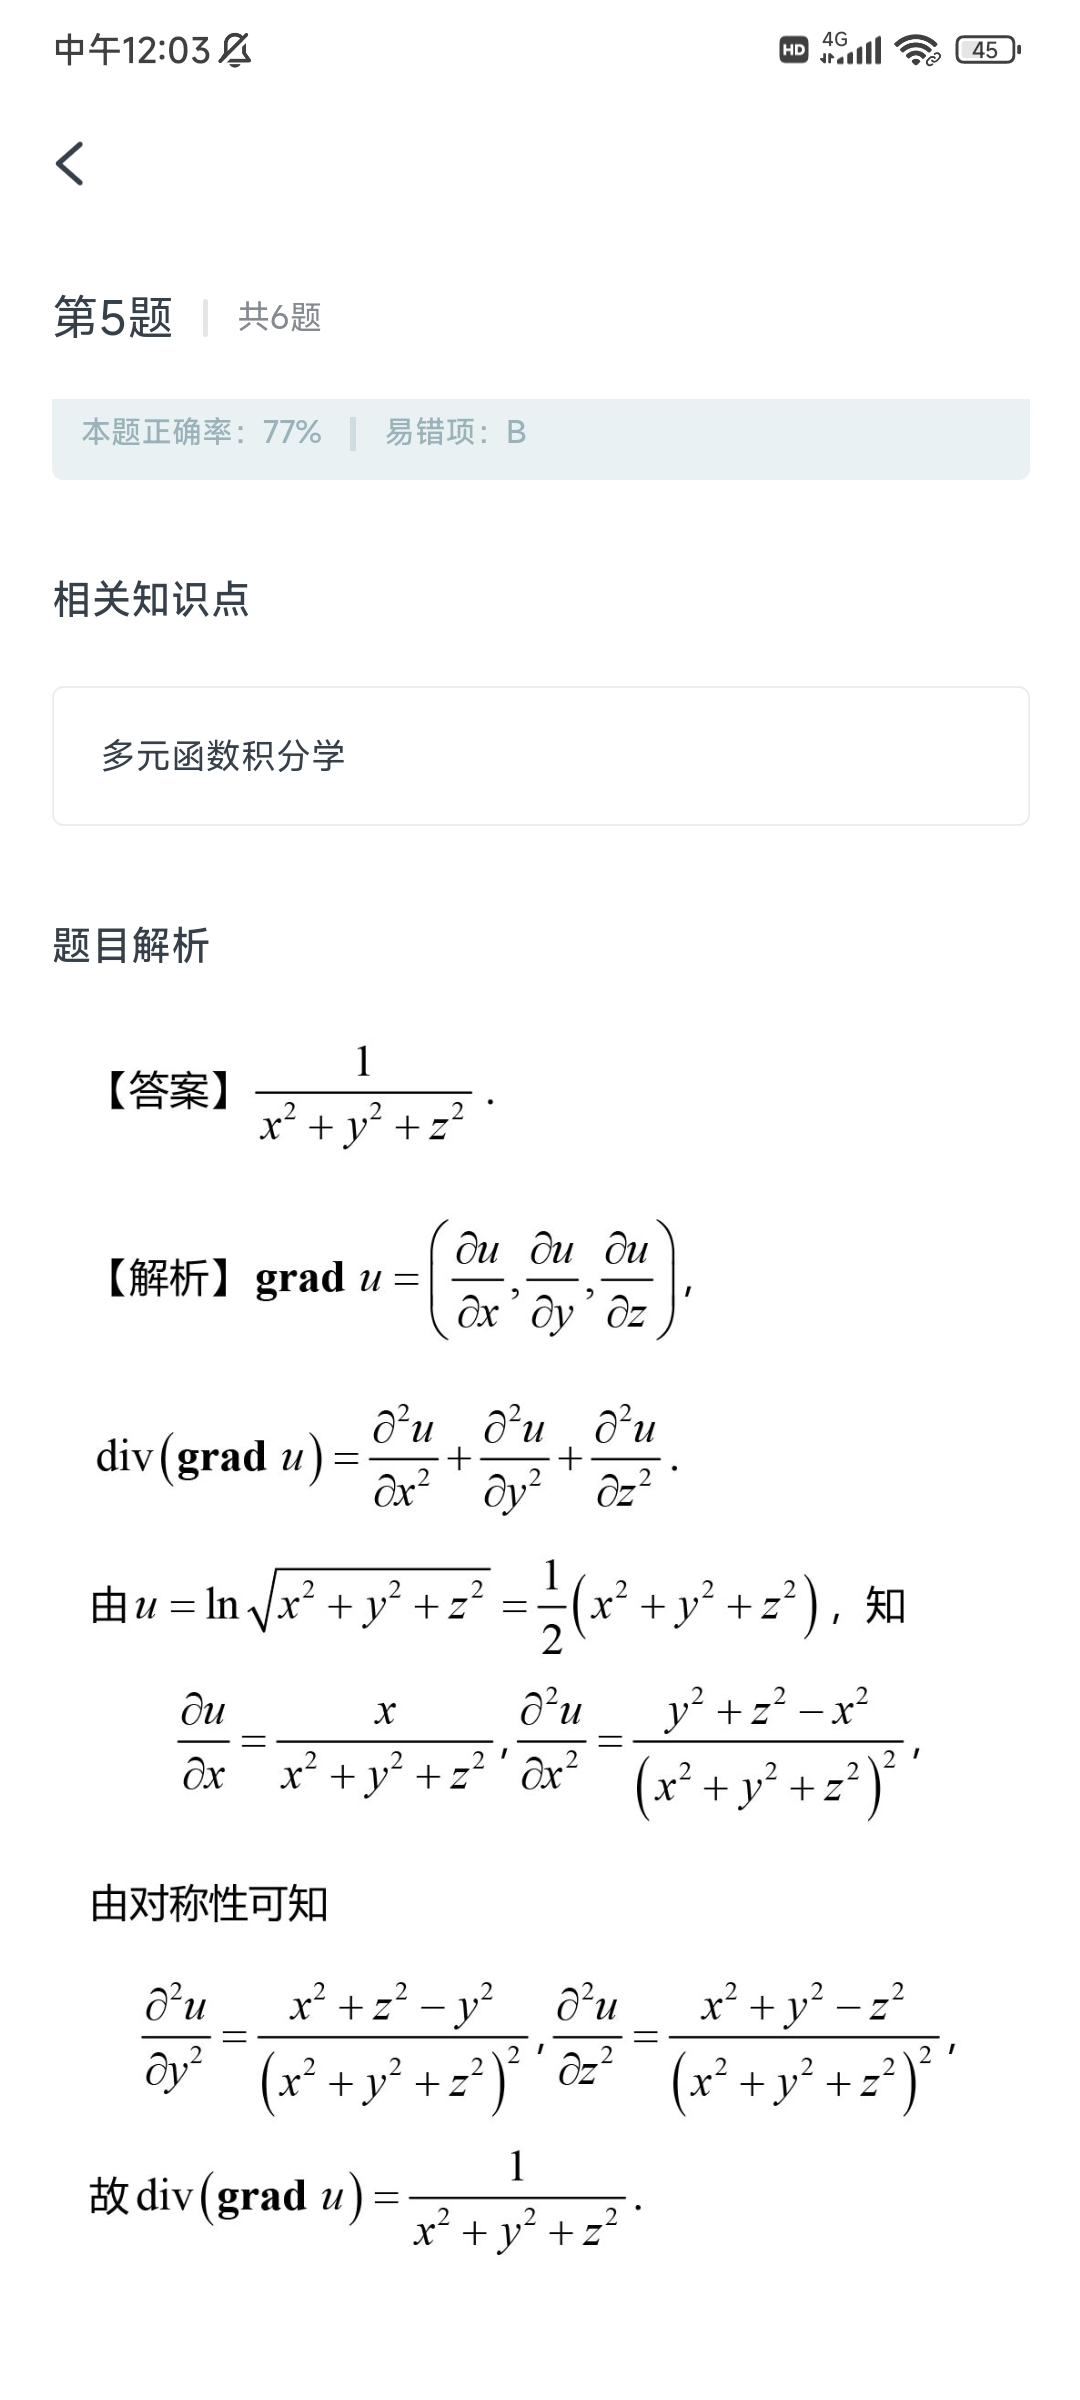 中午12:03 HD 4G 45
第5题 | 共6题
本题正确率：77% | 易错项：B
相关知识点
多元函数积分学
题目解析
【答案】 $\frac{1}{x^2+y^2+z^2}$ .
【解析】 $\textbf{grad}\ u=\left(\frac{\partial u}{\partial x},\frac{\partial u}{\partial y},\frac{\partial u}{\partial z}\right)$,
$\mathrm{div}(\textbf{grad}\ u)=\frac{\partial^2 u}{\partial x^2}+\frac{\partial^2 u}{\partial y^2}+\frac{\partial^2 u}{\partial z^2}$.
由 $u=\ln\sqrt{x^2+y^2+z^2}=\frac{1}{2}(x^2+y^2+z^2)$，知
$\frac{\partial u}{\partial x}=\frac{x}{x^2+y^2+z^2},\frac{\partial^2 u}{\partial x^2}=\frac{y^2+z^2-x^2}{(x^2+y^2+z^2)^2}$,
由对称性可知
$\frac{\partial^2 u}{\partial y^2}=\frac{x^2+z^2-y^2}{(x^2+y^2+z^2)^2},\frac{\partial^2 u}{\partial z^2}=\frac{x^2+y^2-z^2}{(x^2+y^2+z^2)^2}$,
故 $\mathrm{div}(\textbf{grad}\ u)=\frac{1}{x^2+y^2+z^2}$.